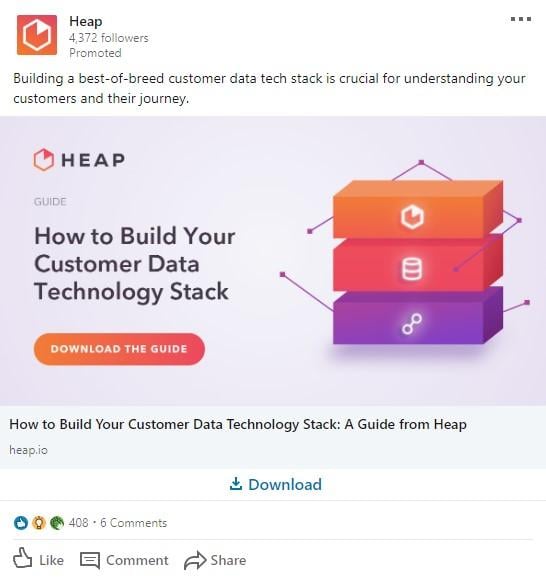 Heap
4,372 followers
Promoted
Building a best-of-breed customer data tech stack is crucial for understanding your
customers and their journey.
HEAP
GUIDE
How to Build Your
Customer Data
Technology Stack
DOWNLOAD THE GUIDE
How to Build Your Customer Data Technology Stack: A Guide from Heap
heap.io
Download
408 • 6 Comments
Like Comment Share